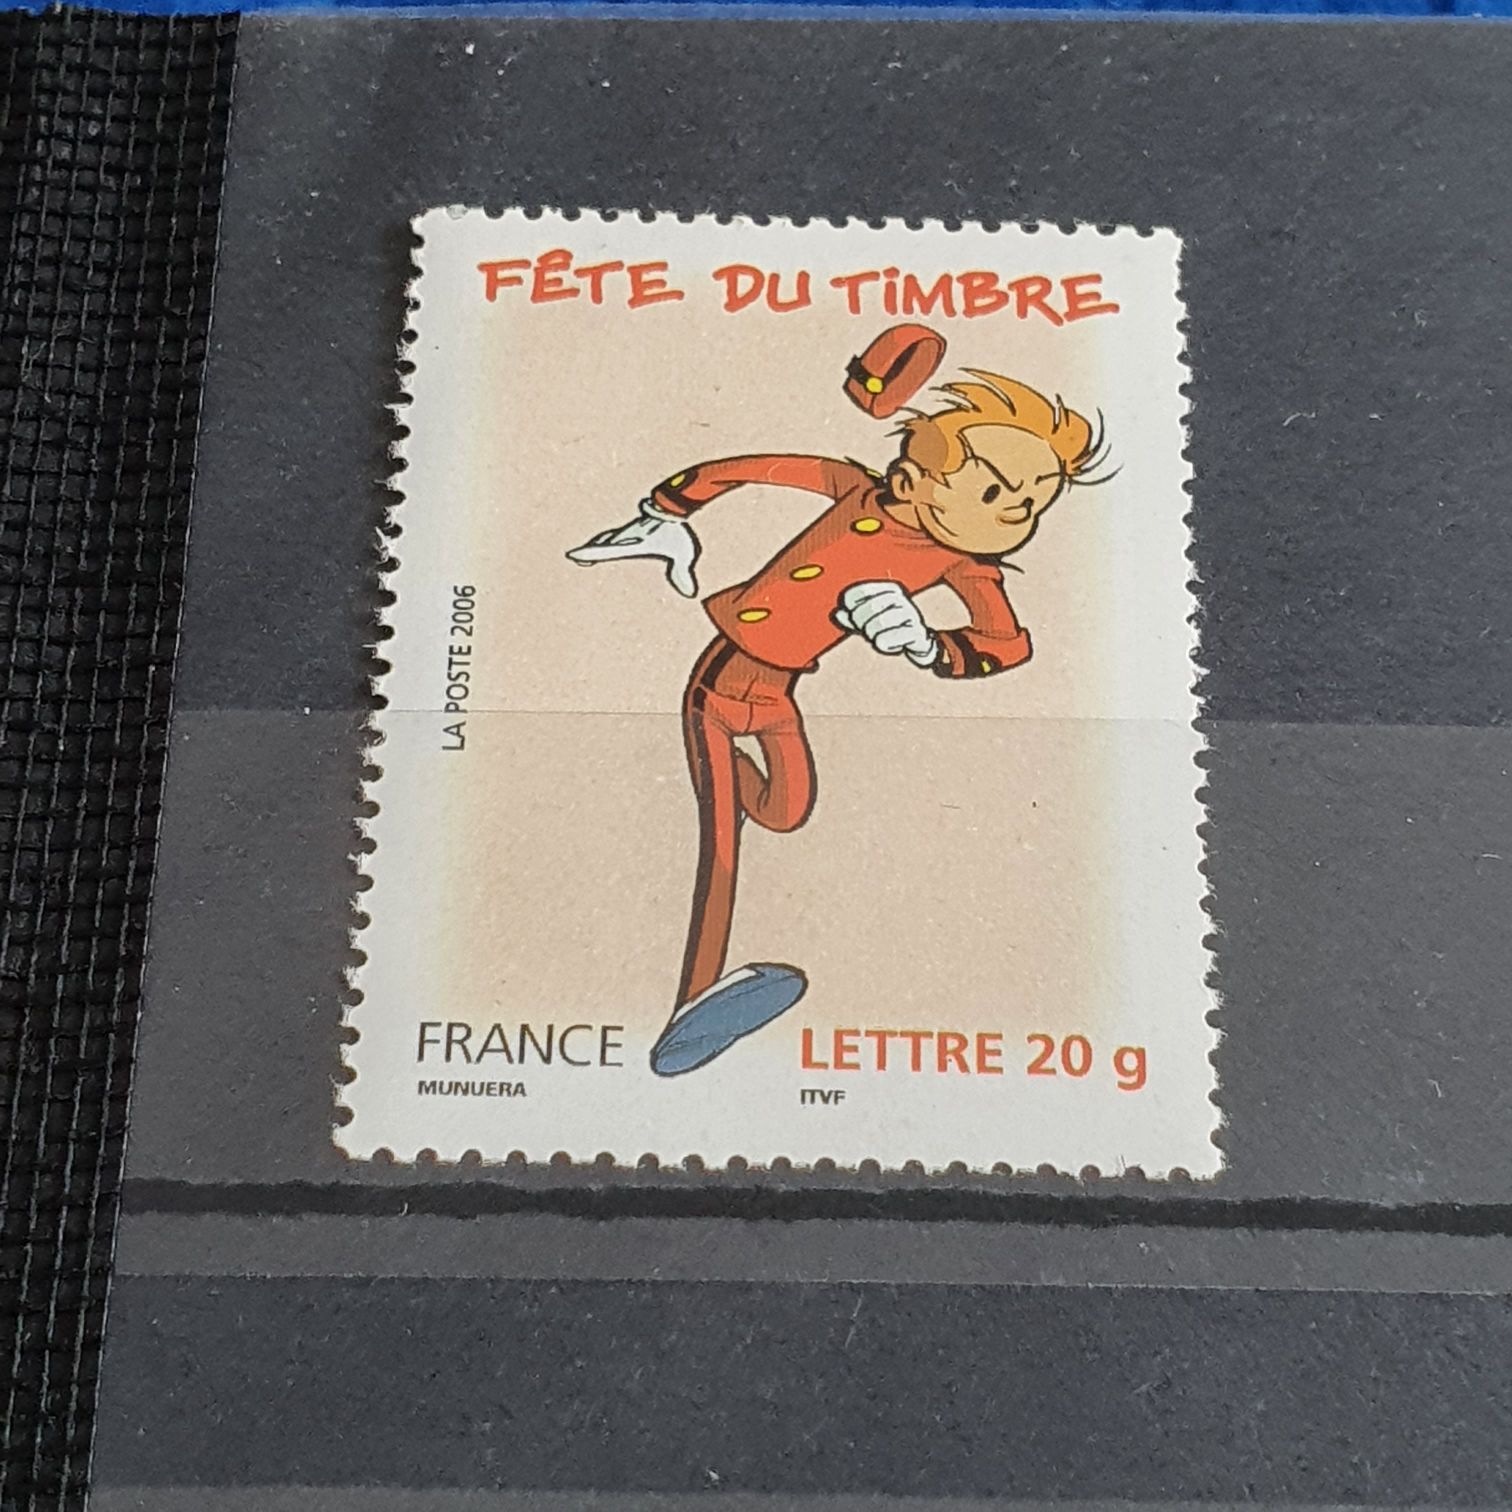 FÊTE DU TiMBRE
LA POSTE 2006
FRANCE
LETTRE 20 g
MUNUERA
ITVF